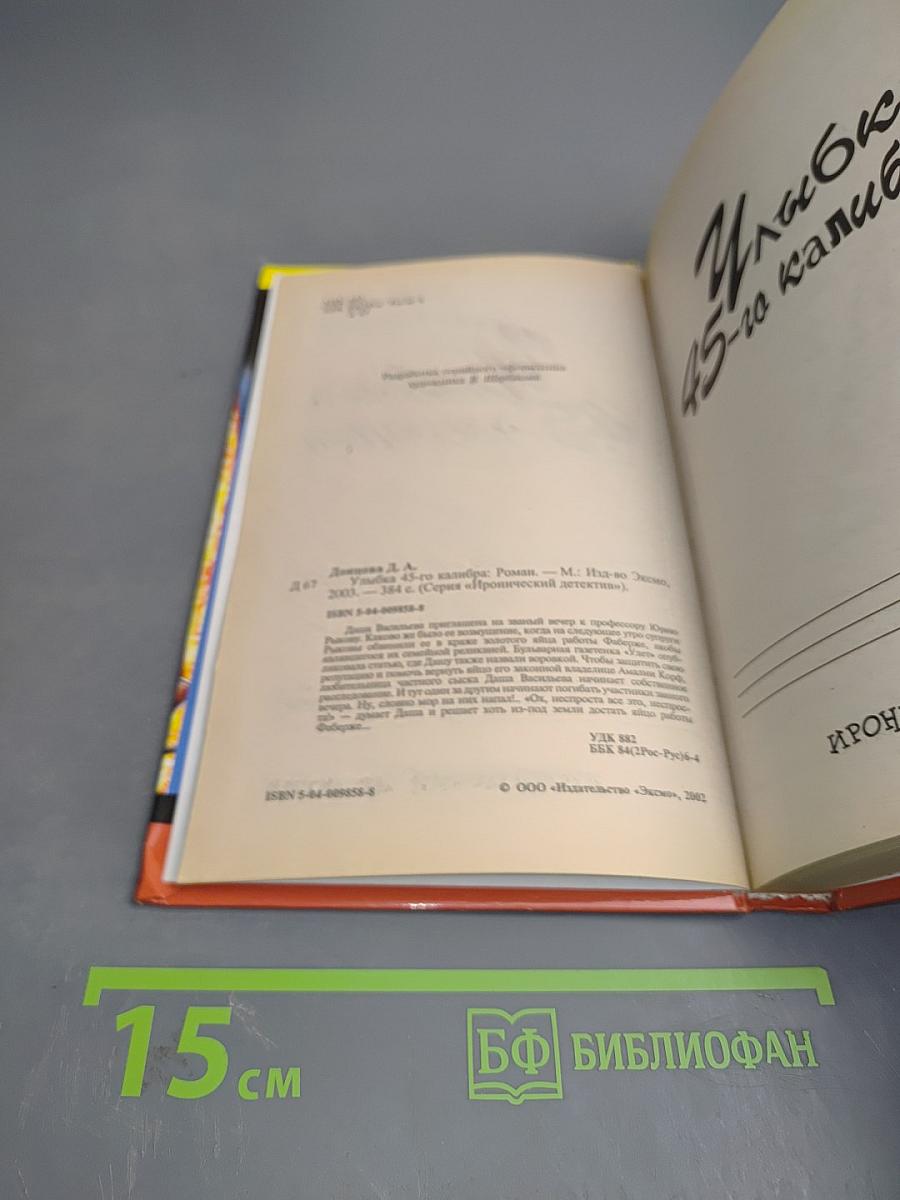 Разработка серийного оформления
художника В. Щербакова
Донцова Д. А.
Д 67 Улыбка 45-го калибра: Роман. — М.: Изд-во Эксмо,
2003. — 384 с. (Серия «Иронический детектив»).
ISBN 5-04-009858-8
Даша Васильева приглашена на званый вечер к профессору Юрию
Рыкову. Каково же было ее возмущение, когда на следующее утро супруги
Рыковы обвинили ее в краже золотого яйца работы Фаберже, якобы
являющегося их семейной реликвией. Бульварная газетенка «Улет» опуб-
ликовала статью, где Дашу также назвали воровкой. Чтобы защитить свою
репутацию и помочь вернуть яйцо его законной владелице Амалии Корф,
любительница частного сыска Даша Васильева начинает собственное
расследование. И тут один за другим начинают погибать участники званого
вечера. Ну, словно мор на них напал!.. «Ох, неспроста все это, неспрос-
та!» — думает Даша и решает хоть из-под земли достать яйцо работы
Фаберже...
УДК 882
ББК 84(2Рос-Рус)6-4
ISBN 5-04-009858-8
© ООО «Издательство «Эксмо», 2002
Улыбк
45-го калиб
ИРОН
15 см
БФ БИБЛИОФАН